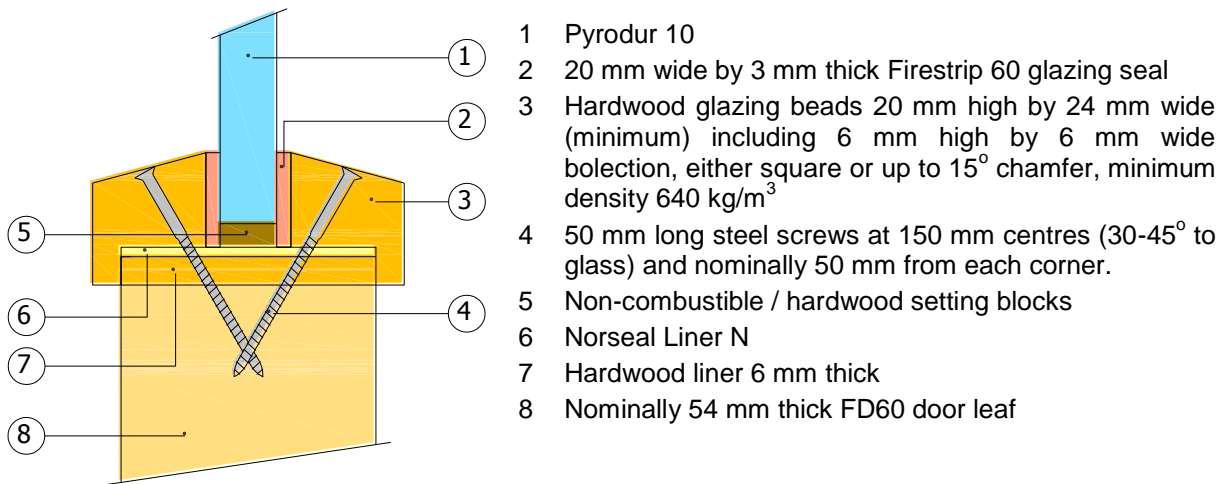 1
2
3
5
6
4
7
8
1 Pyrodur 10
2 20 mm wide by 3 mm thick Firestrip 60 glazing seal
3 Hardwood glazing beads 20 mm high by 24 mm wide
(minimum) including 6 mm high by 6 mm wide
bolection, either square or up to 15° chamfer, minimum
density 640 kg/m³
4 50 mm long steel screws at 150 mm centres (30-45° to
glass) and nominally 50 mm from each corner.
5 Non-combustible / hardwood setting blocks
6 Norseal Liner N
7 Hardwood liner 6 mm thick
8 Nominally 54 mm thick FD60 door leaf